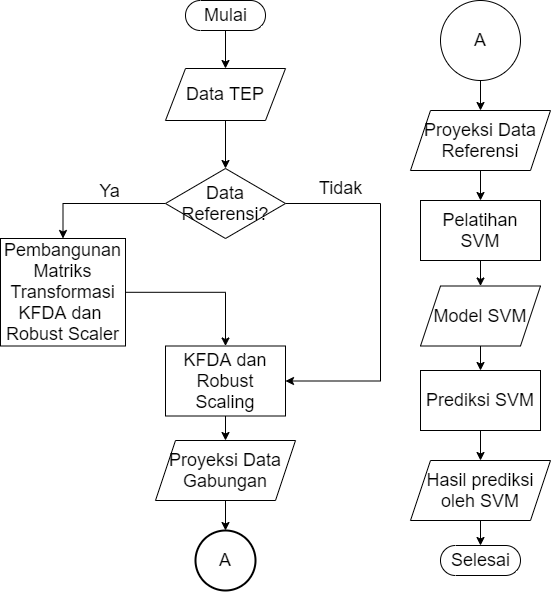 Mulai
Data TEP
Data
Referensi?
Ya
Tidak
Pembangunan
Matriks
Transformasi
KFDA dan
Robust Scaler
KFDA dan
Robust
Scaling
Proyeksi Data
Gabungan
A
A
Proyeksi Data
Referensi
Pelatihan
SVM
Model SVM
Prediksi SVM
Hasil prediksi
oleh SVM
Selesai